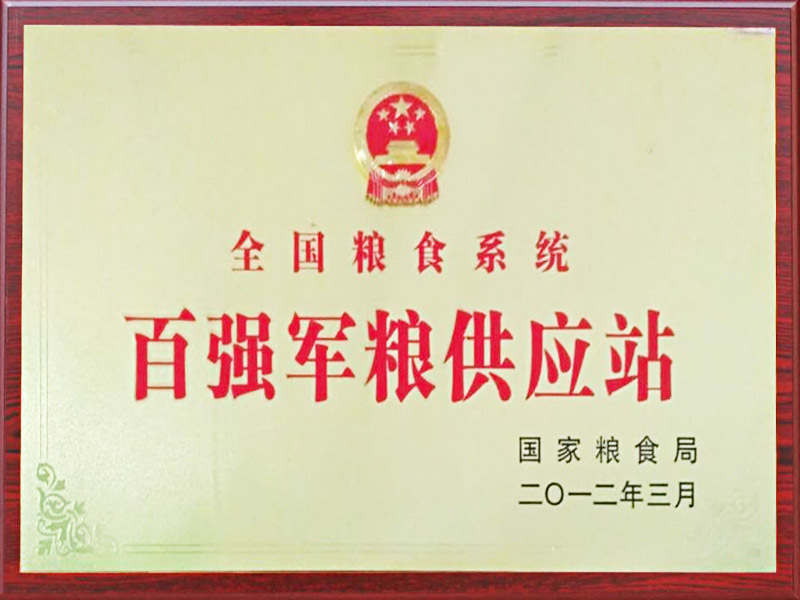 全国粮食系统
百强军粮供应站
国家粮食局
二〇一二年三月